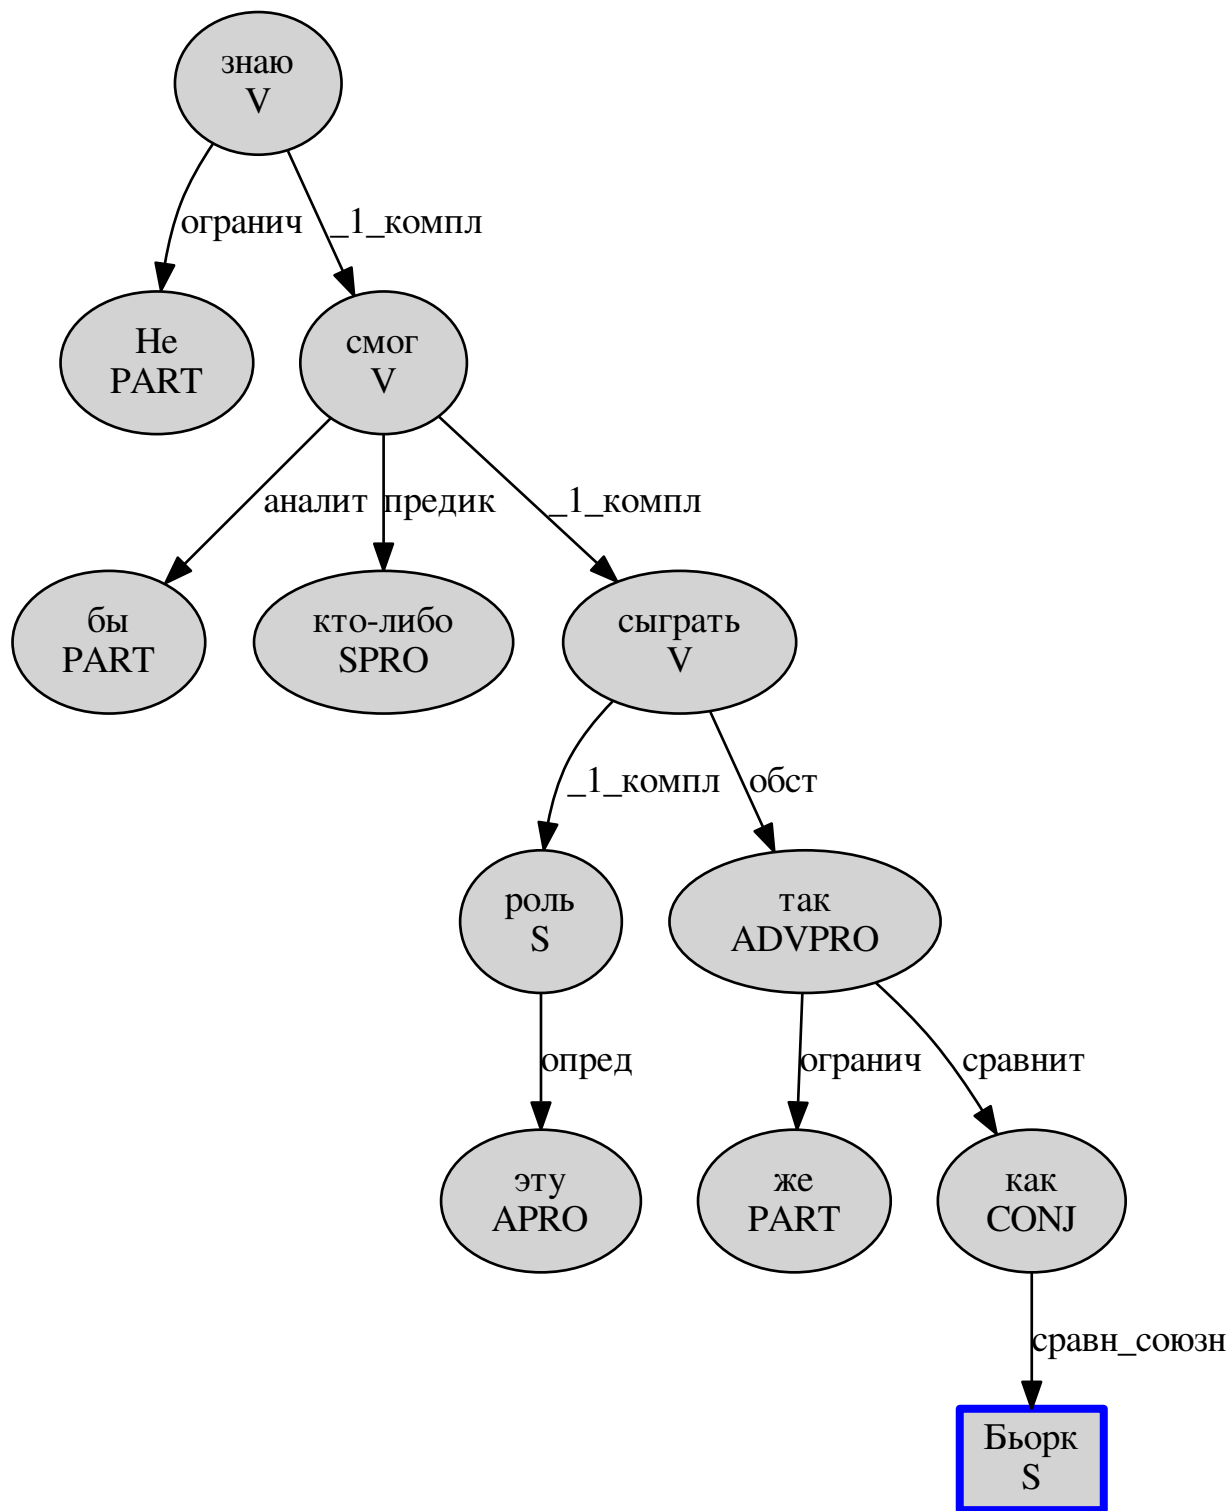 знаю
V
огранич
_1_компл
Не
PART
смог
V
аналит
предик
_1_компл
бы
PART
кто-либо
SPRO
сыграть
V
_1_компл
обст
роль
S
так
ADVPRO
опред
огранич
сравнит
эту
APRO
же
PART
как
CONJ
сравн_союзн
Бьорк
S